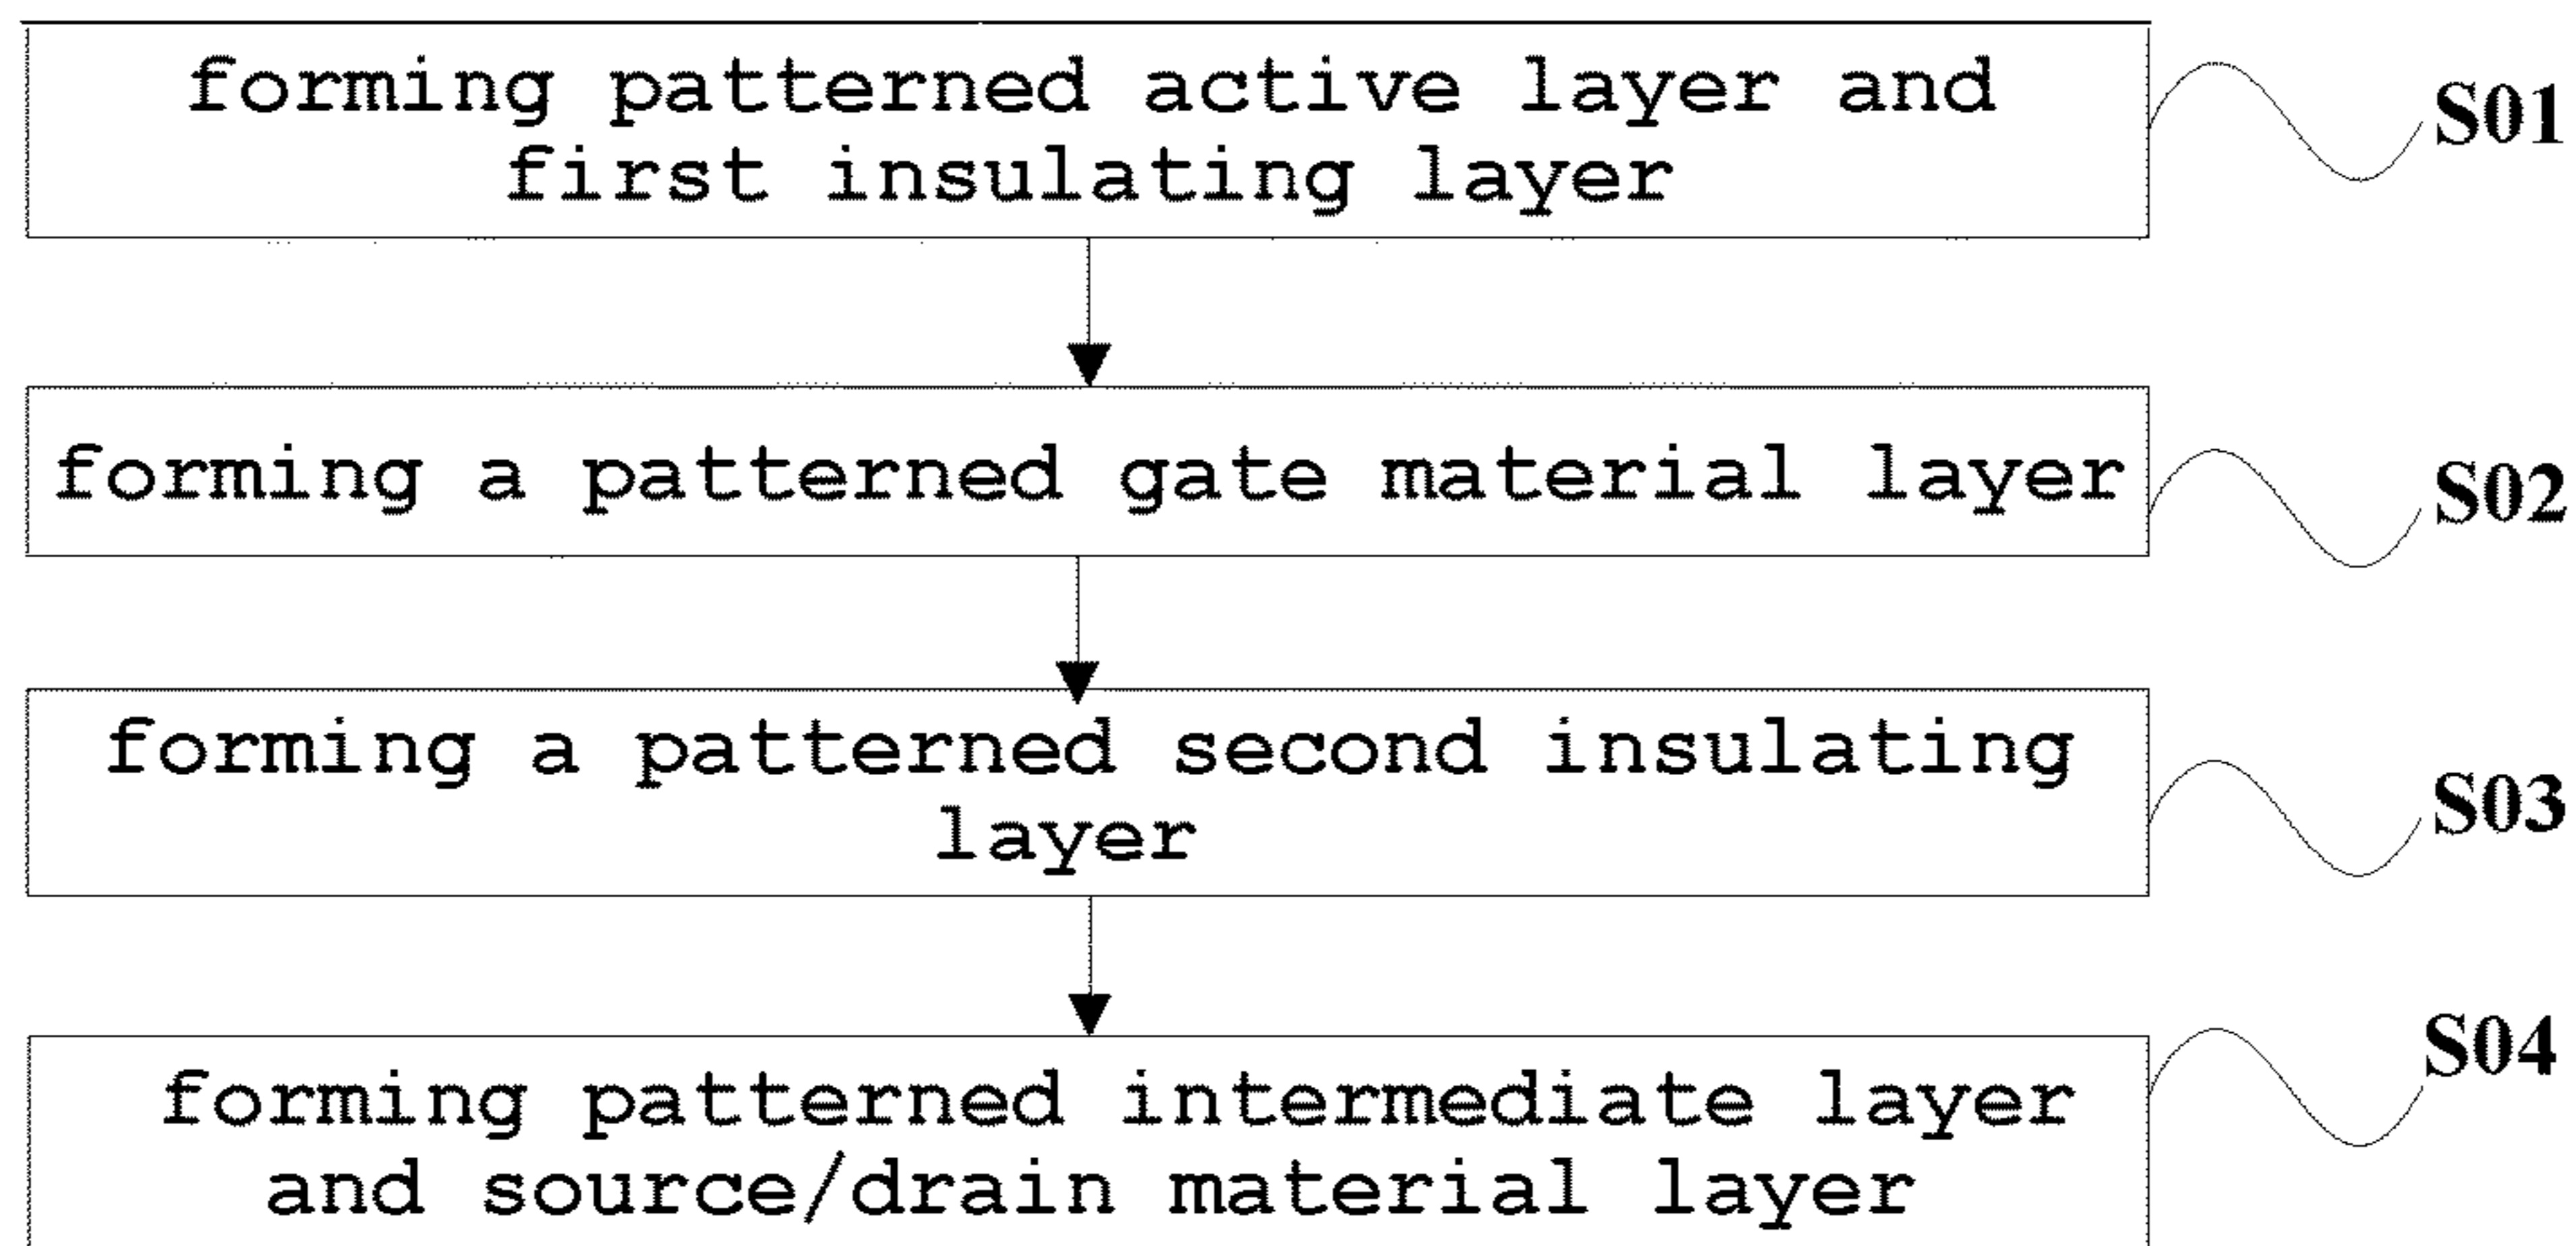 forming patterned active layer and
first insulating layer
S01
forming a patterned gate material layer
S02
forming a patterned second insulating
layer
S03
forming patterned intermediate layer
and source/drain material layer
S04